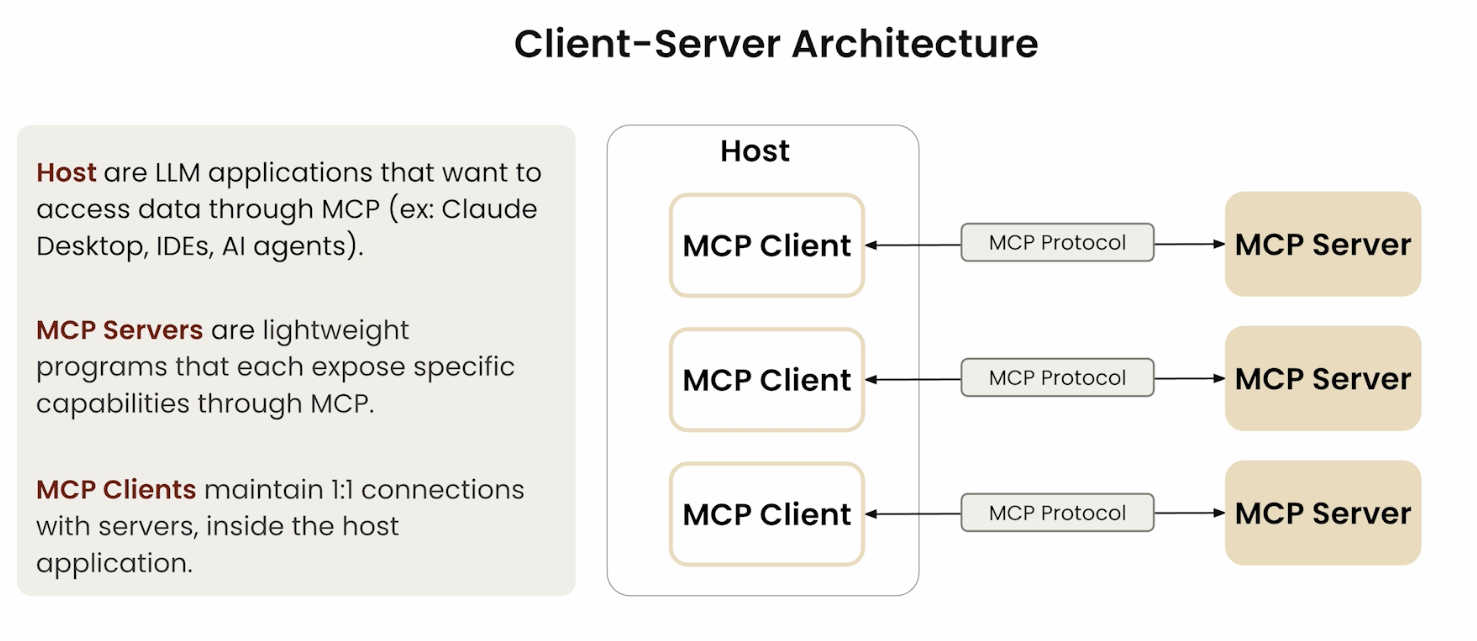 Client-Server Architecture
Host are LLM applications that want to
access data through MCP (ex: Claude
Desktop, IDEs, AI agents).
MCP Servers are lightweight
programs that each expose specific
capabilities through MCP.
MCP Clients maintain 1:1 connections
with servers, inside the host
application.
Host
MCP Client
MCP Protocol
MCP Server
MCP Client
MCP Protocol
MCP Server
MCP Client
MCP Protocol
MCP Server